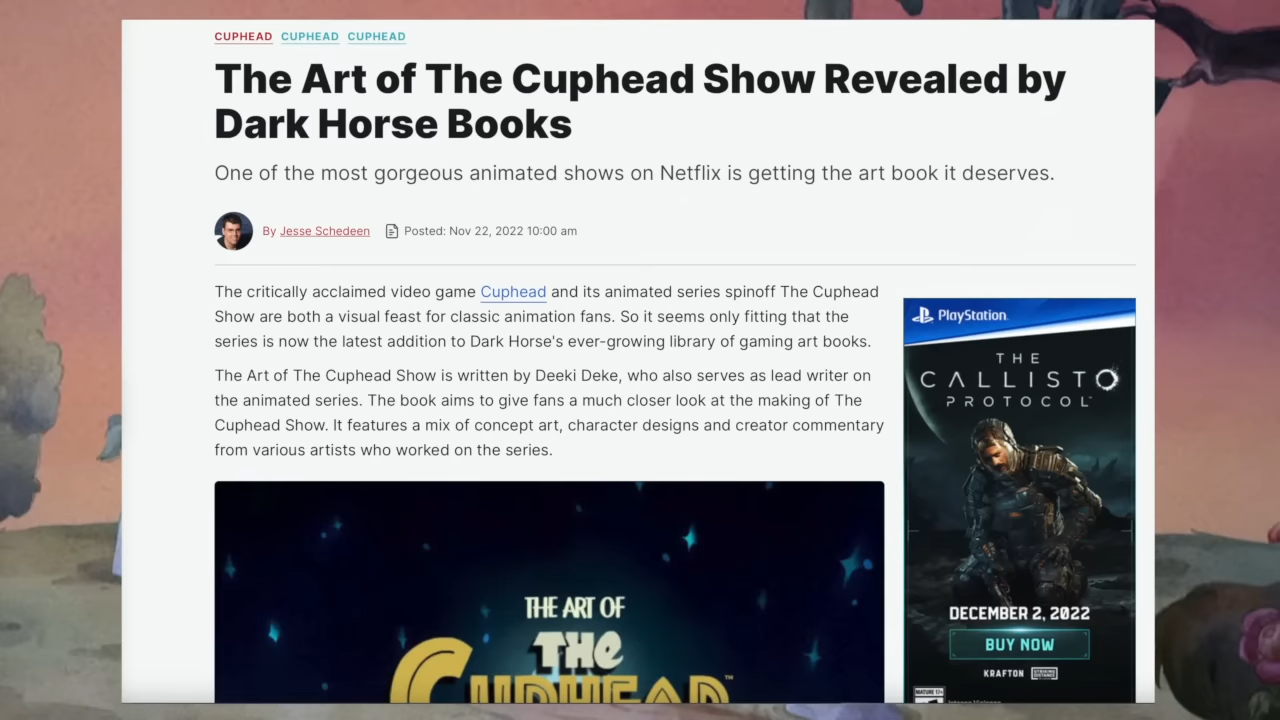 CUPHEAD CUPHEAD CUPHEAD
The Art of The Cuphead Show Revealed by
Dark Horse Books
One of the most gorgeous animated shows on Netflix is getting the art book it deserves.
By Jesse Schedeen Posted: Nov 22, 2022 10:00 am
The critically acclaimed video game Cuphead and its animated series spinoff The Cuphead
Show are both a visual feast for classic animation fans. So it seems only fitting that the
series is now the latest addition to Dark Horse's ever-growing library of gaming art books.
The Art of The Cuphead Show is written by Deeki Deke, who also serves as lead writer on
the animated series. The book aims to give fans a much closer look at the making of The
Cuphead Show. It features a mix of concept art, character designs and creator commentary
from various artists who worked on the series.
THE ART OF
THE
CUPHEAD™
PlayStation
THE
CALLISTO
PROTOCOL™
DECEMBER 2, 2022
BUY NOW
KRAFTON STRIKING DISTANCE
MATURE 17+